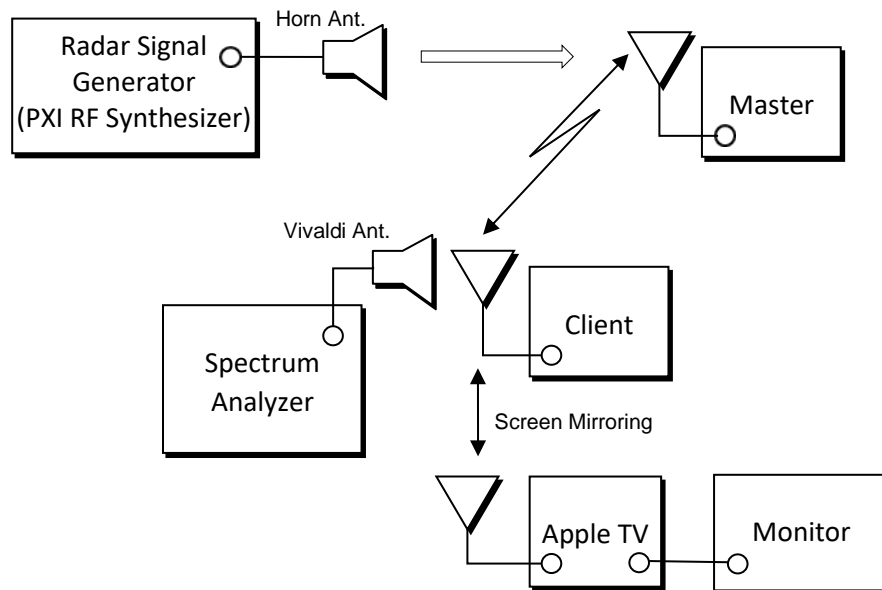 Horn Ant.
Radar Signal
Generator
(PXI RF Synthesizer)
Master
Vivaldi Ant.
Client
Spectrum
Analyzer
Screen Mirroring
Apple TV
Monitor